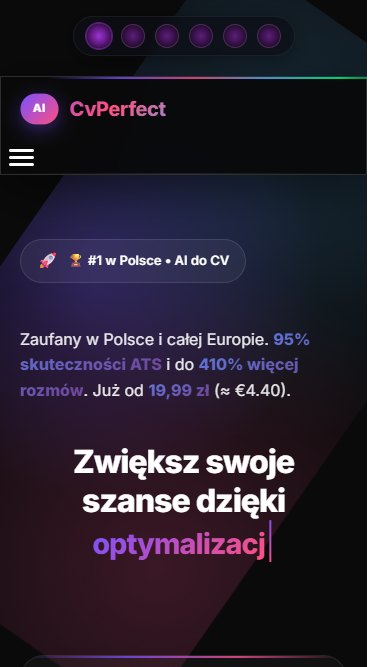 AI CvPerfect
🚀 🏆 #1 w Polsce • AI do CV
Zaufany w Polsce i całej Europie. 95%
skuteczności ATS i do 410% więcej
rozmów. Już od 19,99 zł (≈ €4.40).
Zwiększ swoje
szanse dzięki
optymalizacj